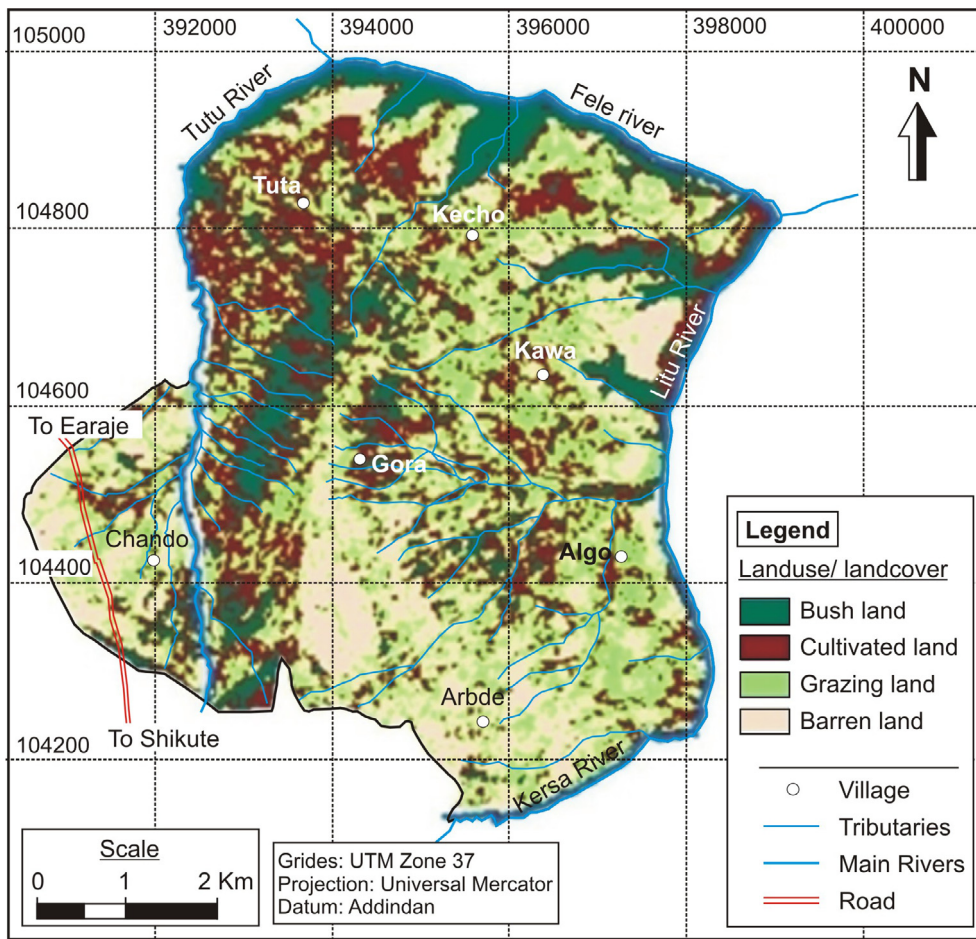 105000
392000
394000
396000
398000
400000
N
Tutu River
Fele river
Tuta
104800
Kecho
Kawa
Litu River
104600
To Earaje
Gora
Chando
Algo
104400
Arbde
To Shikute
104200
Kersa River
Legend
Landuse/ landcover
Bush land
Cultivated land
Grazing land
Barren land
Village
Tributaries
Main Rivers
Road
Scale
0 1 2 Km
Grides: UTM Zone 37
Projection: Universal Mercator
Datum: Addindan